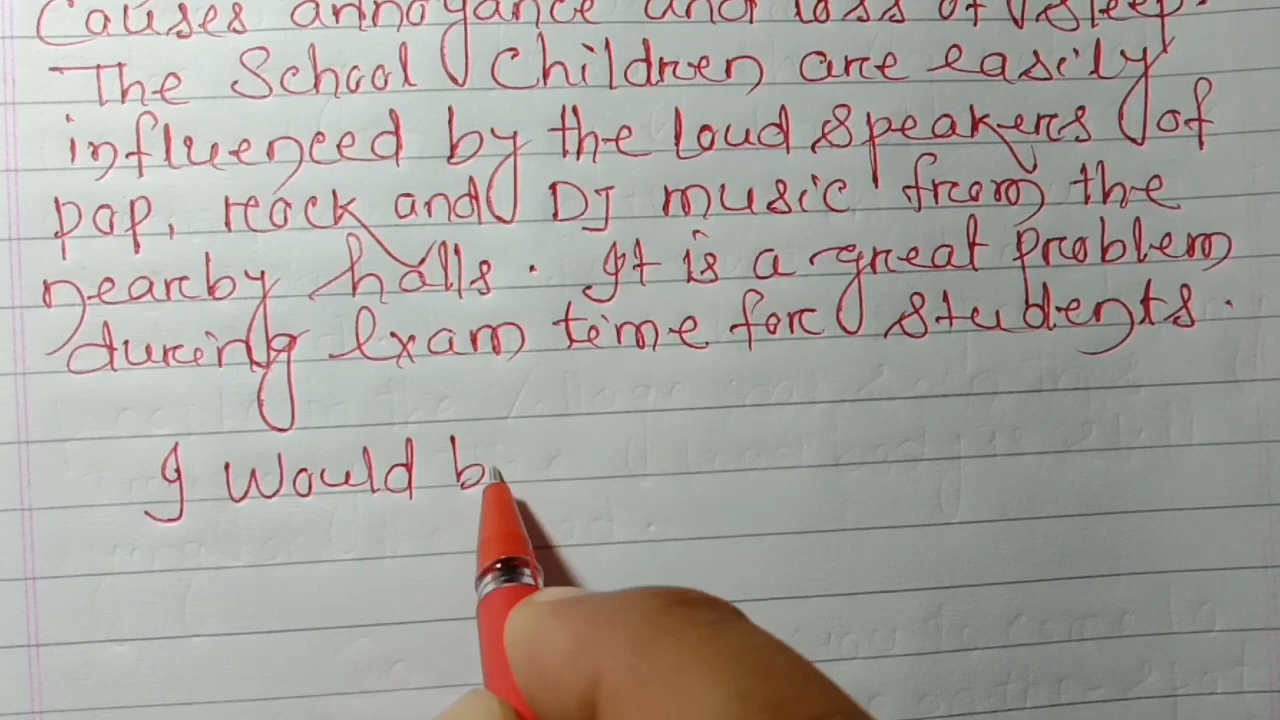 Causes annoyance and loss of sleep.
The School Children are easily
influenced by the loud speakers of
pop, rock and DJ music from the
nearby halls. It is a great problem
during exam time for students.
I would b